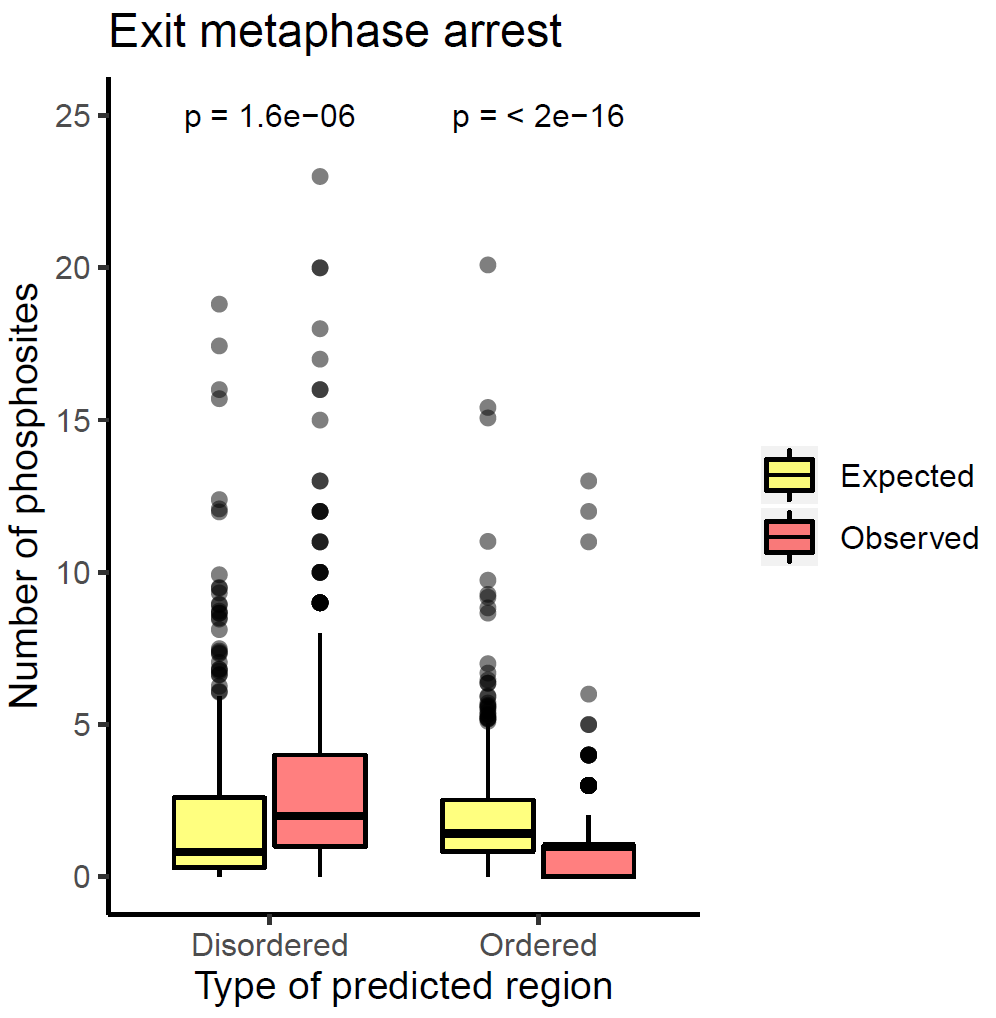 Exit metaphase arrest
p = 1.6e−06
p = < 2e−16
25
20
15
10
5
0
Number of phosphosites
Disordered
Ordered
Type of predicted region
Expected
Observed